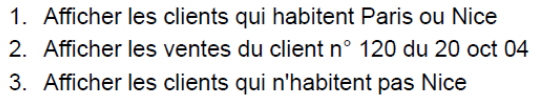 1. Afficher les clients qui habitent Paris ou Nice
2. Afficher les ventes du client n° 120 du 20 oct 04
3. Afficher les clients qui n'habitent pas Nice